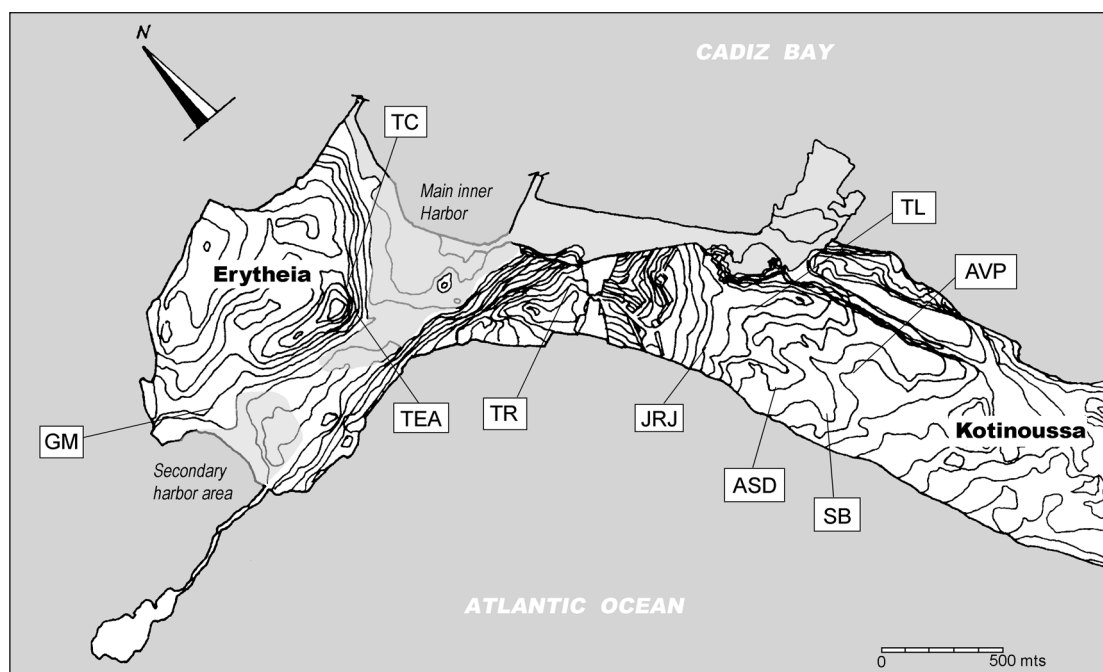 N
CADIZ BAY
TC
Main inner
Harbor
TL
Erytheia
AVP
GM
TEA
TR
JRJ
Kotinoussa
Secondary
harbor area
ASD
SB
ATLANTIC OCEAN
0 500 mts